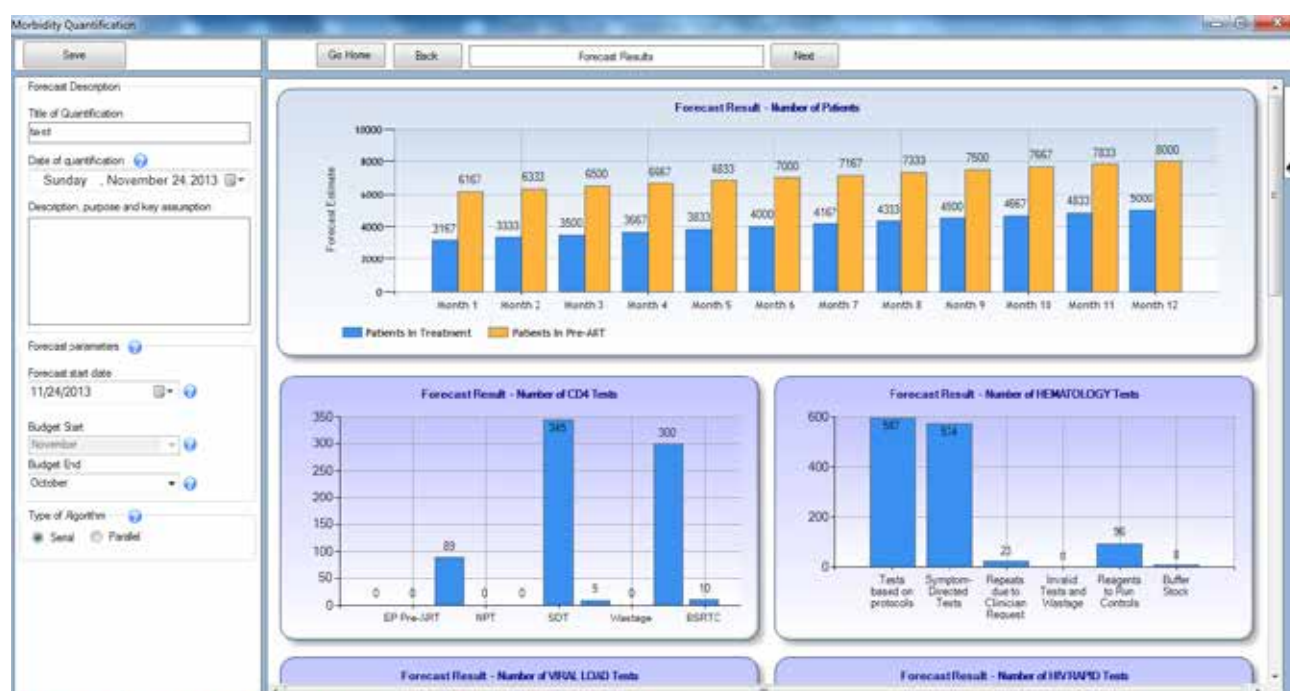 Morbidity Quantification
Save
Go Home
Back
Forecast Results
Next
Forecast Description
Title of Quantification
test
Date of quantification
Sunday , November 24, 2013
Description, purpose and key assumption
Forecast parameters
Forecast start date
11/24/2013
Budget Start
November
Budget End
October
Type of Algorithm
Serial
Parallel
Forecast Result - Number of Patients
Forecast Estimate
10000
8000
6000
4000
2000
0
3167 6167 3333 6333 3500 6500 3667 6667 3833 6833 4000 7000 4167 7167 4333 7333 4500 7500 4667 7667 4833 7833 5000 8000
Month 1 Month 2 Month 3 Month 4 Month 5 Month 6 Month 7 Month 8 Month 9 Month 10 Month 11 Month 12
Patients In Treatment Patients In Pre-ART
Forecast Result - Number of CD4 Tests
350
300
250
200
150
100
50
0
0 0 89 0 0 345 5 0 300 10
EP Pre-ART NPT SDT Wastage BSRTC
Forecast Result - Number of HEMATOLOGY Tests
600
400
200
0
574 23 0 96 8
Tests based on protocols
Symptom-Directed Tests
Repeats due to Clinician Request
Invalid Tests and Wastage
Reagents to Run Controls
Buffer Stock
Forecast Result - Number of VIRAL LOAD Tests
Forecast Result - Number of HIV RAPID Tests